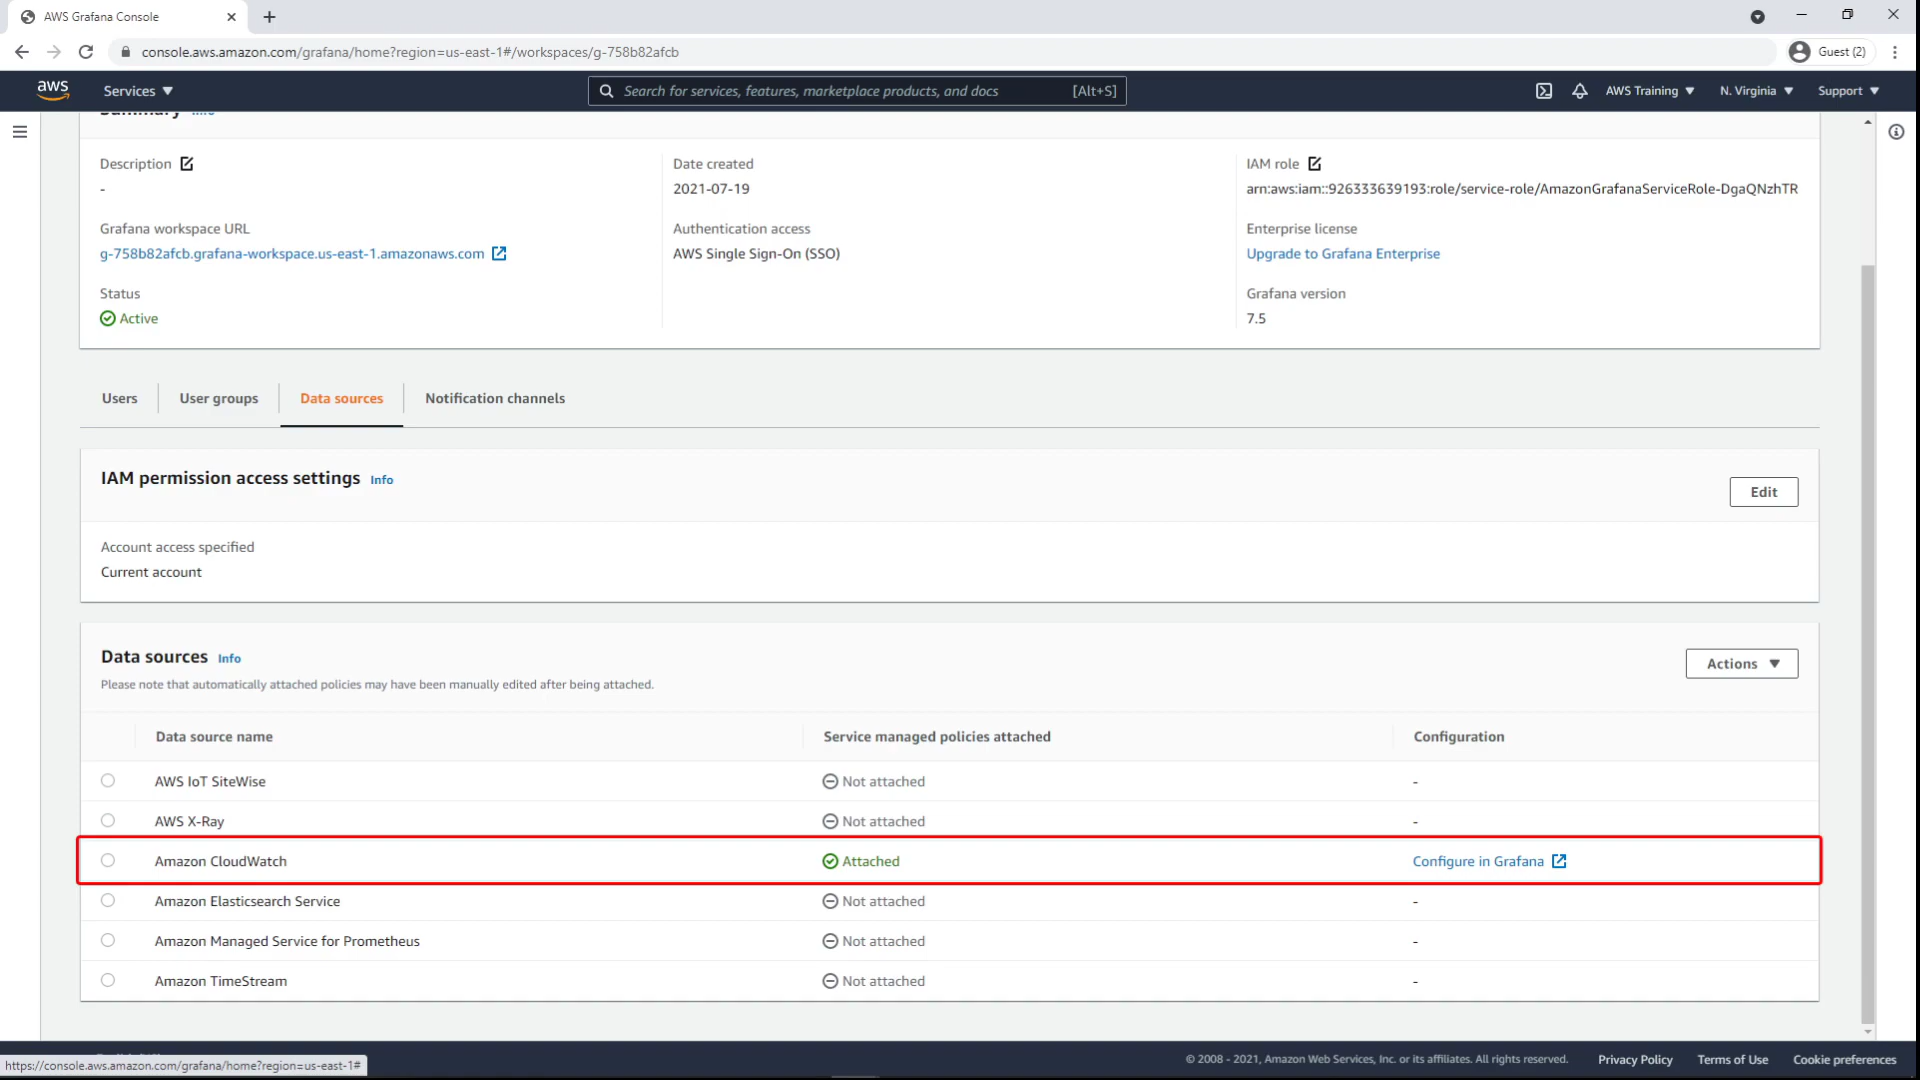 AWS Grafana Console
console.aws.amazon.com/grafana/home?region=us-east-1#/workspaces/g-758b82afcb
Guest (2)
aws
Services
Search for services, features, marketplace products, and docs [Alt+S]
AWS Training
N. Virginia
Support
Summary Info
Description
-
Date created
2021-07-19
IAM role
arn:aws:iam::926333639193:role/service-role/AmazonGrafanaServiceRole-DgaQNzhTR
Grafana workspace URL
g-758b82afcb.grafana-workspace.us-east-1.amazonaws.com
Authentication access
AWS Single Sign-On (SSO)
Enterprise license
Upgrade to Grafana Enterprise
Status
Active
Grafana version
7.5
Users
User groups
Data sources
Notification channels
IAM permission access settings Info
Edit
Account access specified
Current account
Data sources Info
Please note that automatically attached policies may have been manually edited after being attached.
Actions
Data source name Service managed policies attached Configuration
AWS IoT SiteWise Not attached -
AWS X-Ray Not attached -
Amazon CloudWatch Attached Configure in Grafana
Amazon Elasticsearch Service Not attached -
Amazon Managed Service for Prometheus Not attached -
Amazon TimeStream Not attached -
https://console.aws.amazon.com/grafana/home?region=us-east-1#
© 2008 - 2021, Amazon Web Services, Inc. or its affiliates. All rights reserved.
Privacy Policy
Terms of Use
Cookie preferences